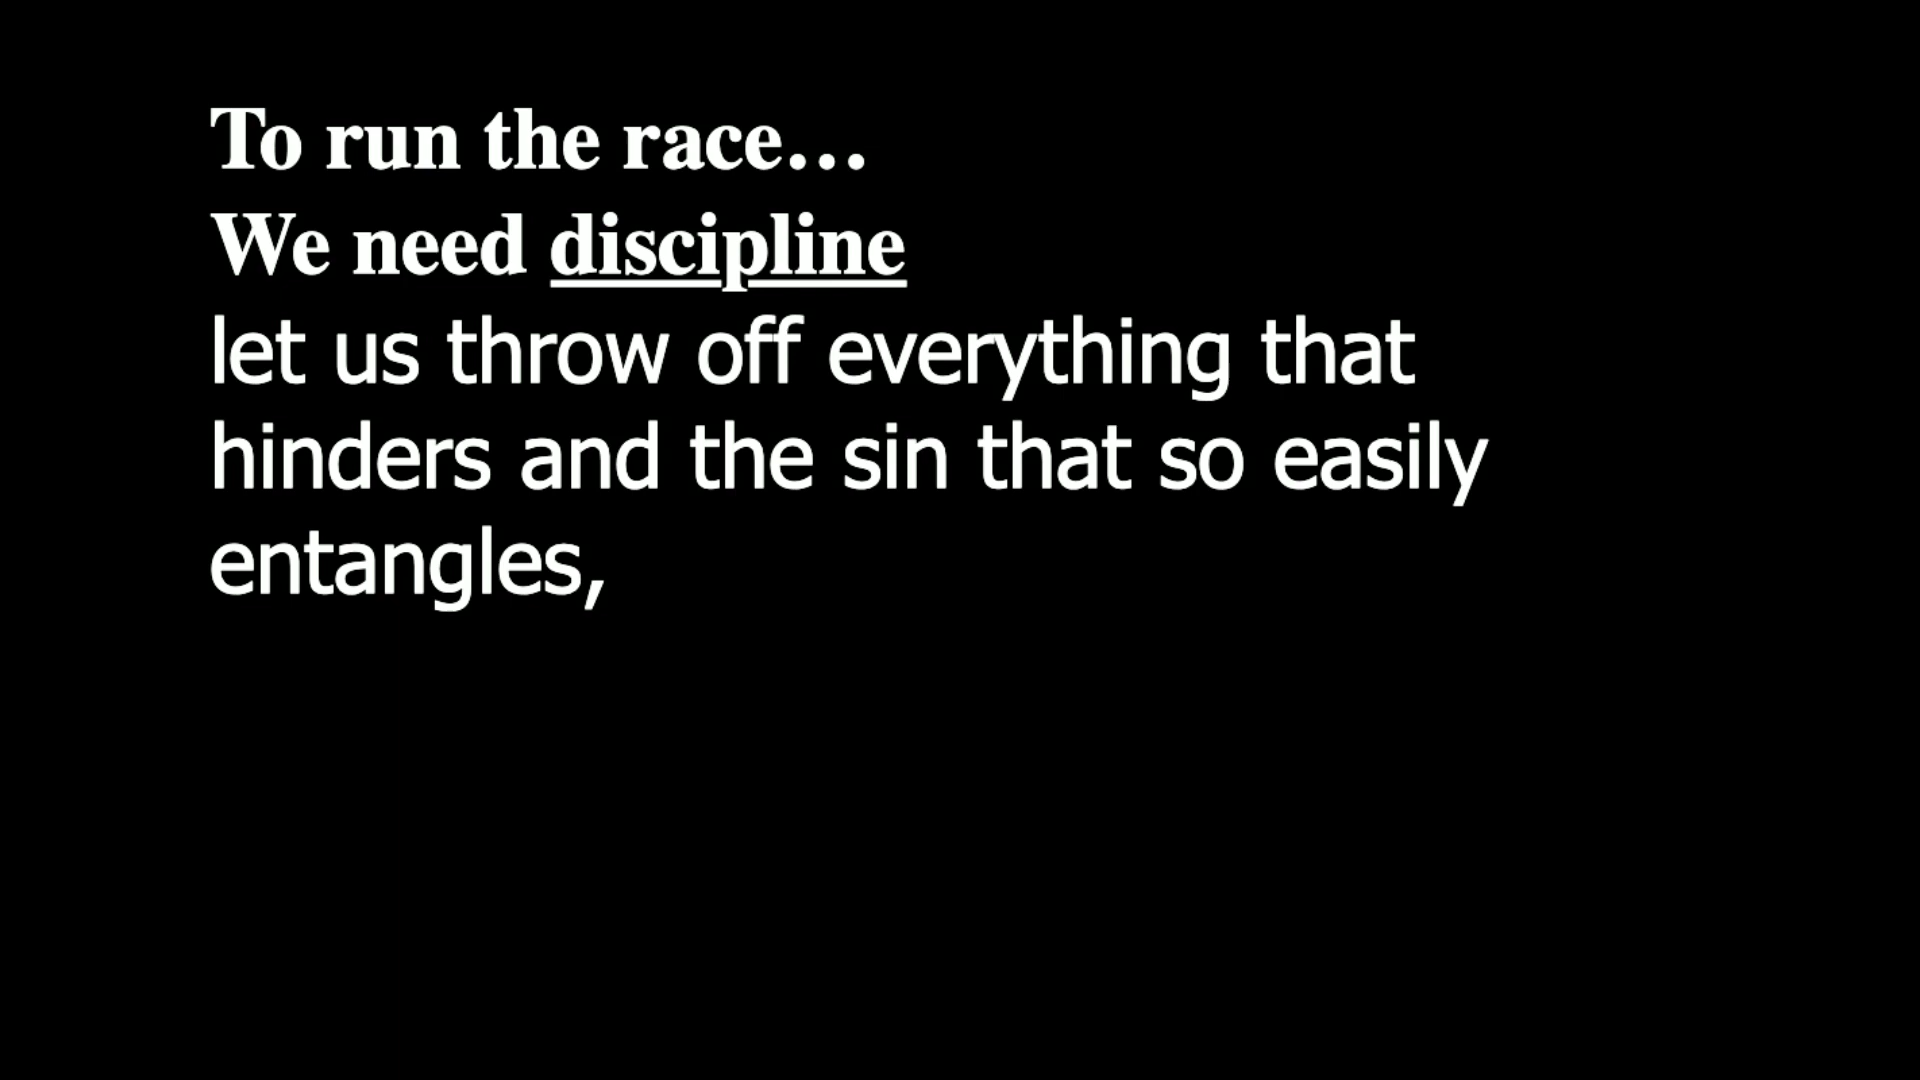 To run the race…
We need discipline
let us throw off everything that
hinders and the sin that so easily
entangles,